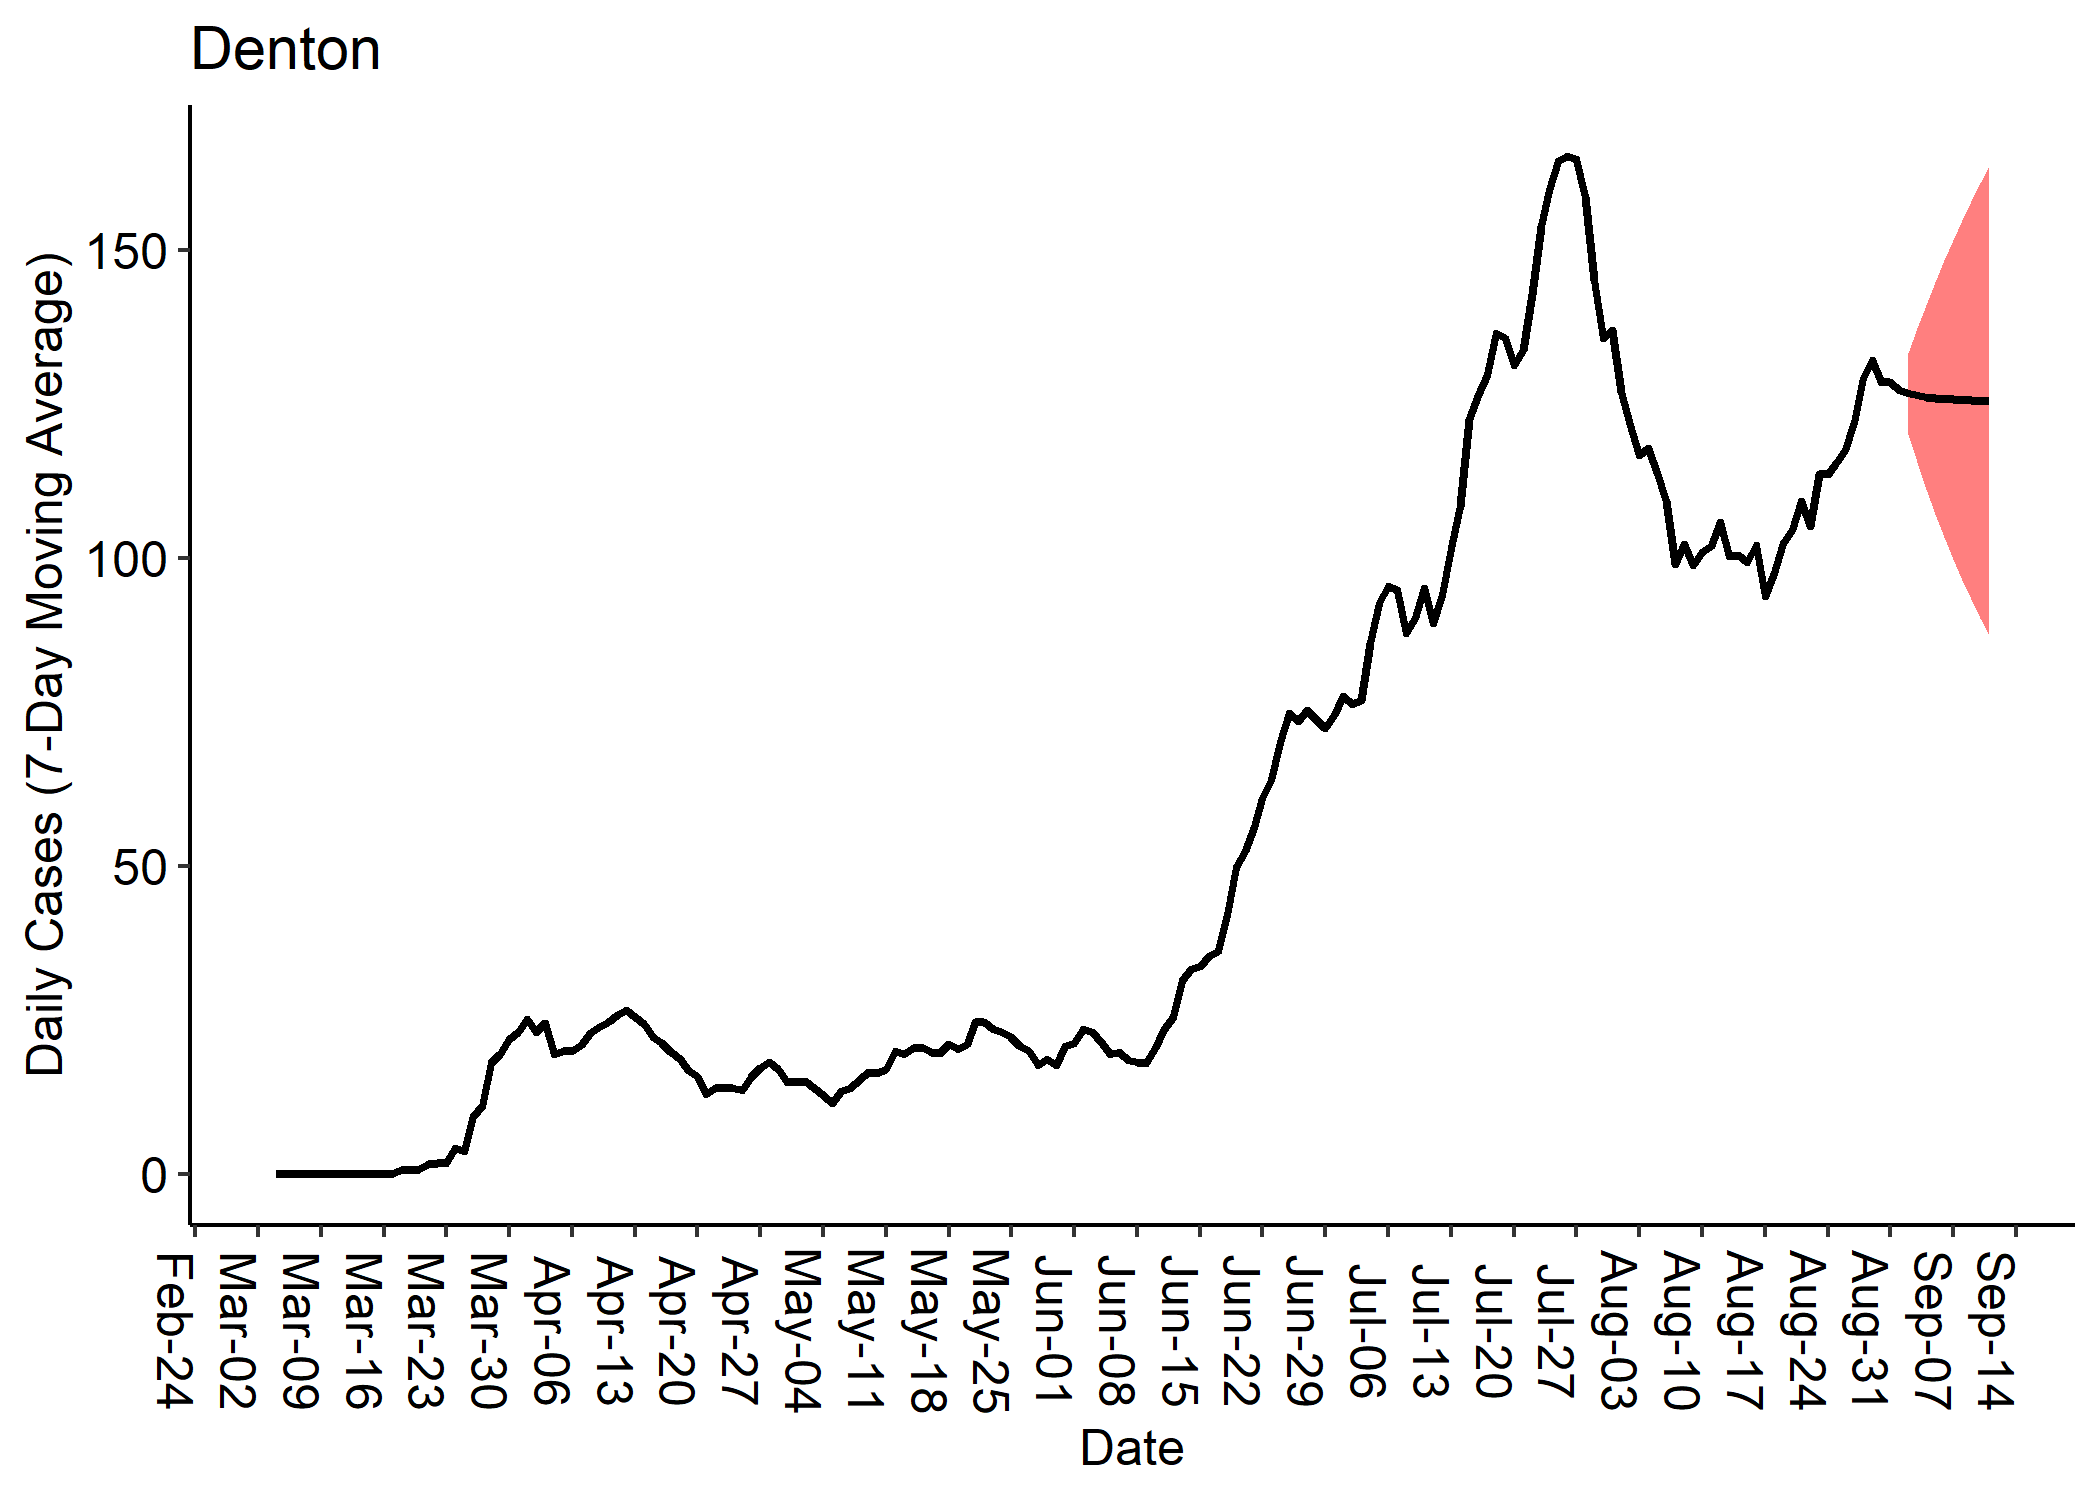 Denton
Daily Cases (7-Day Moving Average)
150
100
50
0
Feb-24
Mar-02
Mar-09
Mar-16
Mar-23
Mar-30
Apr-06
Apr-13
Apr-20
Apr-27
May-04
May-11
May-18
May-25
Jun-01
Jun-08
Jun-15
Jun-22
Jun-29
Jul-06
Jul-13
Jul-20
Jul-27
Aug-03
Aug-10
Aug-17
Aug-24
Aug-31
Sep-07
Sep-14
Date